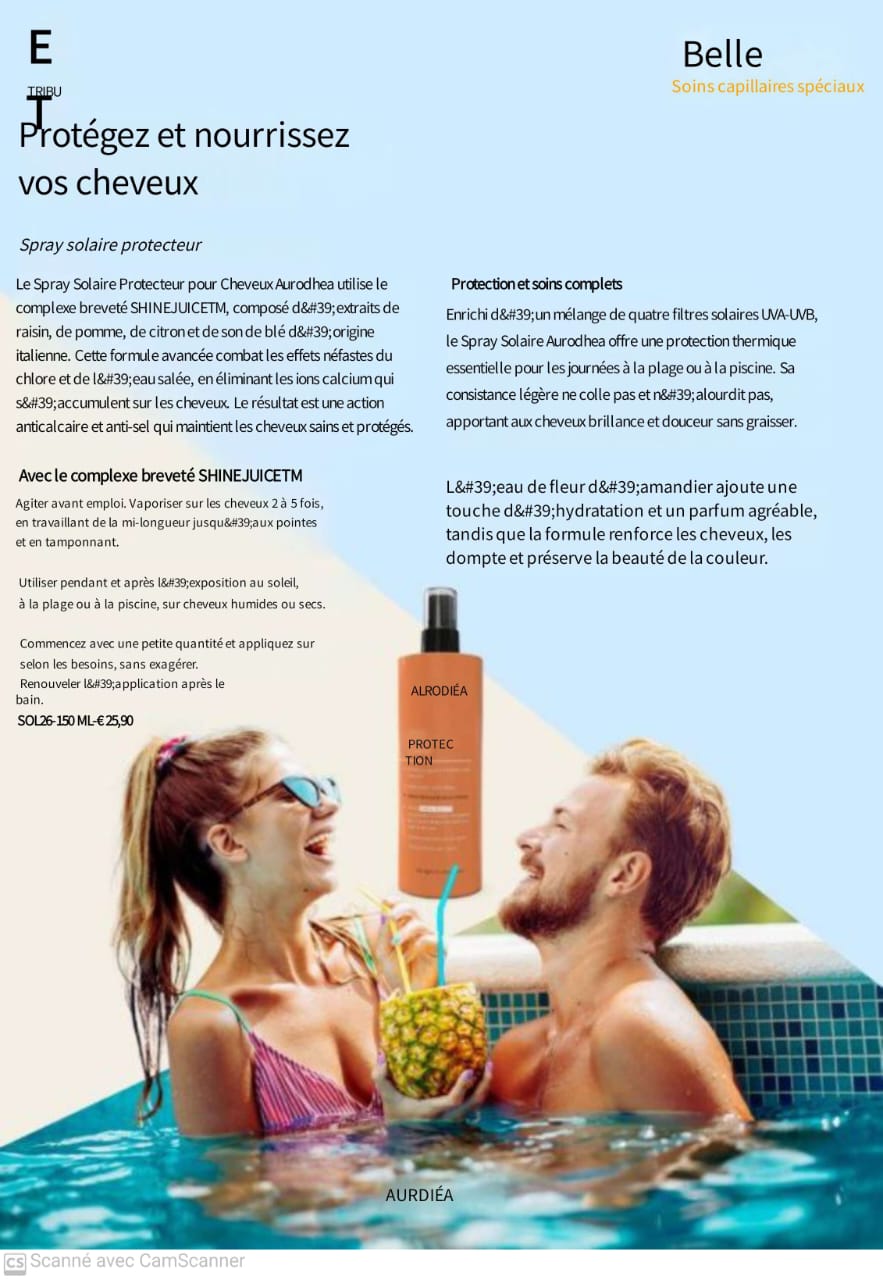 E
TRIBU
T
Belle
Soins capillaires spéciaux
Protégez et nourrissez
vos cheveux
Spray solaire protecteur
Le Spray Solaire Protecteur pour Cheveux Aurodhea utilise le
complexe breveté SHINEJUICETM, composé d&#39;extraits de
raisin, de pomme, de citron et de son de blé d&#39;origine
italienne. Cette formule avancée combat les effets néfastes du
chlore et de l&#39;eau salée, en éliminant les ions calcium qui
s&#39;accumulent sur les cheveux. Le résultat est une action
anticalcaire et anti-sel qui maintient les cheveux sains et protégés.
Avec le complexe breveté SHINEJUICETM
Agiter avant emploi. Vaporiser sur les cheveux 2 à 5 fois,
en travaillant de la mi-longueur jusqu&#39;aux pointes
et en tamponnant.
Utiliser pendant et après l&#39;exposition au soleil,
à la plage ou à la piscine, sur cheveux humides ou secs.
Commencez avec une petite quantité et appliquez sur
selon les besoins, sans exagérer.
Renouveler l&#39;application après le
bain.
SOL26-150 ML-€ 25,90
Protection et soins complets
Enrichi d&#39;un mélange de quatre filtres solaires UVA-UVB,
le Spray Solaire Aurodhea offre une protection thermique
essentielle pour les journées à la plage ou à la piscine. Sa
consistance légère ne colle pas et n&#39;alourdit pas,
apportant aux cheveux brillance et douceur sans graisser.
L&#39;eau de fleur d&#39;amandier ajoute une
touche d&#39;hydratation et un parfum agréable,
tandis que la formule renforce les cheveux, les
dompte et préserve la beauté de la couleur.
ALRODIÉA
PROTEC
TION
AURDIÉA
CS Scanné avec CamScanner